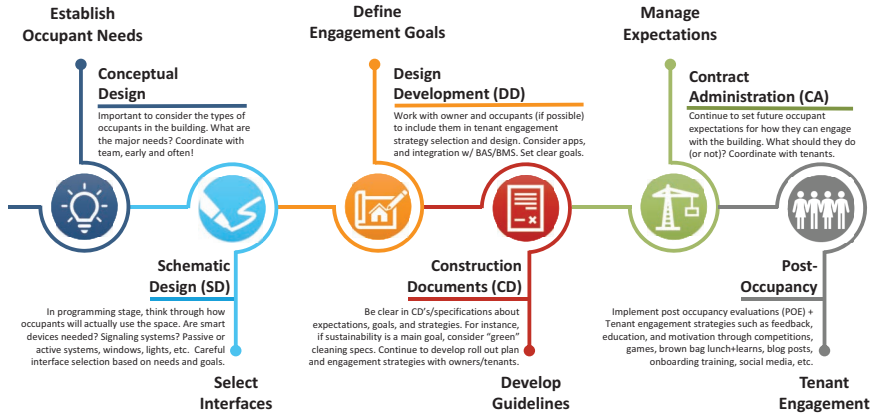 Establish
Occupant Needs
Conceptual
Design
Important to consider the types of
occupants in the building. What are
the major needs? Coordinate with
team, early and often!
Schematic
Design (SD)
In programming stage, think through how
occupants will actually use the space. Are smart
devices needed? Signaling systems? Passive or
active systems, windows, lights, etc. Careful
interface selection based on needs and goals.
Select
Interfaces
Define
Engagement Goals
Design
Development (DD)
Work with owner and occupants (if possible)
to include them in tenant engagement
strategy selection and design. Consider apps,
and integration w/ BAS/BMS. Set clear goals.
Construction
Documents (CD)
Be clear in CD's/specifications about
expectations, goals, and strategies. For instance,
if sustainability is a main goal, consider “green”
cleaning specs. Continue to develop roll out plan
and engagement strategies with owners/tenants.
Develop
Guidelines
Manage
Expectations
Contract
Administration (CA)
Continue to set future occupant
expectations for how they can engage
with the building. What should they do
(or not)? Coordinate with tenants.
Post-
Occupancy
Implement post occupancy evaluations (POE) +
Tenant engagement strategies such as feedback,
education, and motivation through competitions,
games, brown bag lunch+learns, blog posts,
onboarding training, social media, etc.
Tenant
Engagement